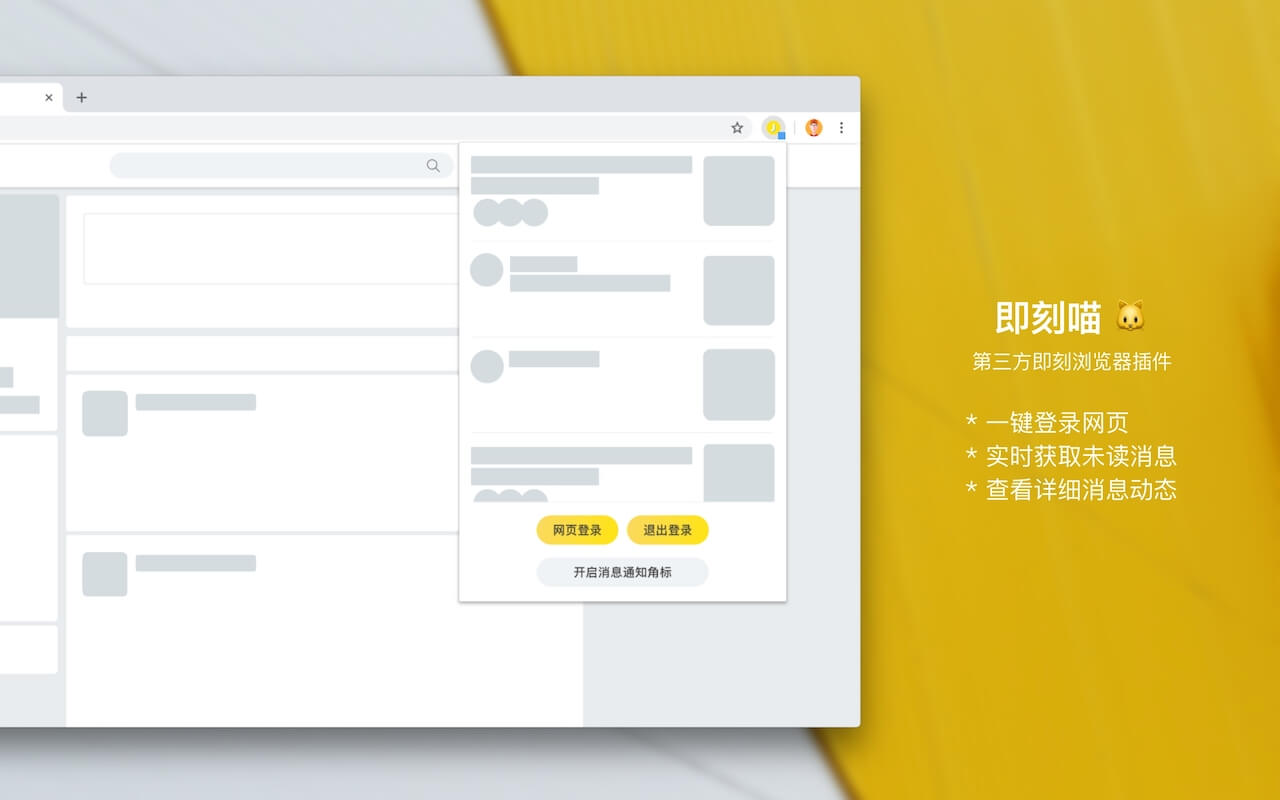 网页登录
退出登录
开启消息通知角标
即刻喵 🐱
第三方即刻浏览器插件
* 一键登录网页
* 实时获取未读消息
* 查看详细消息动态